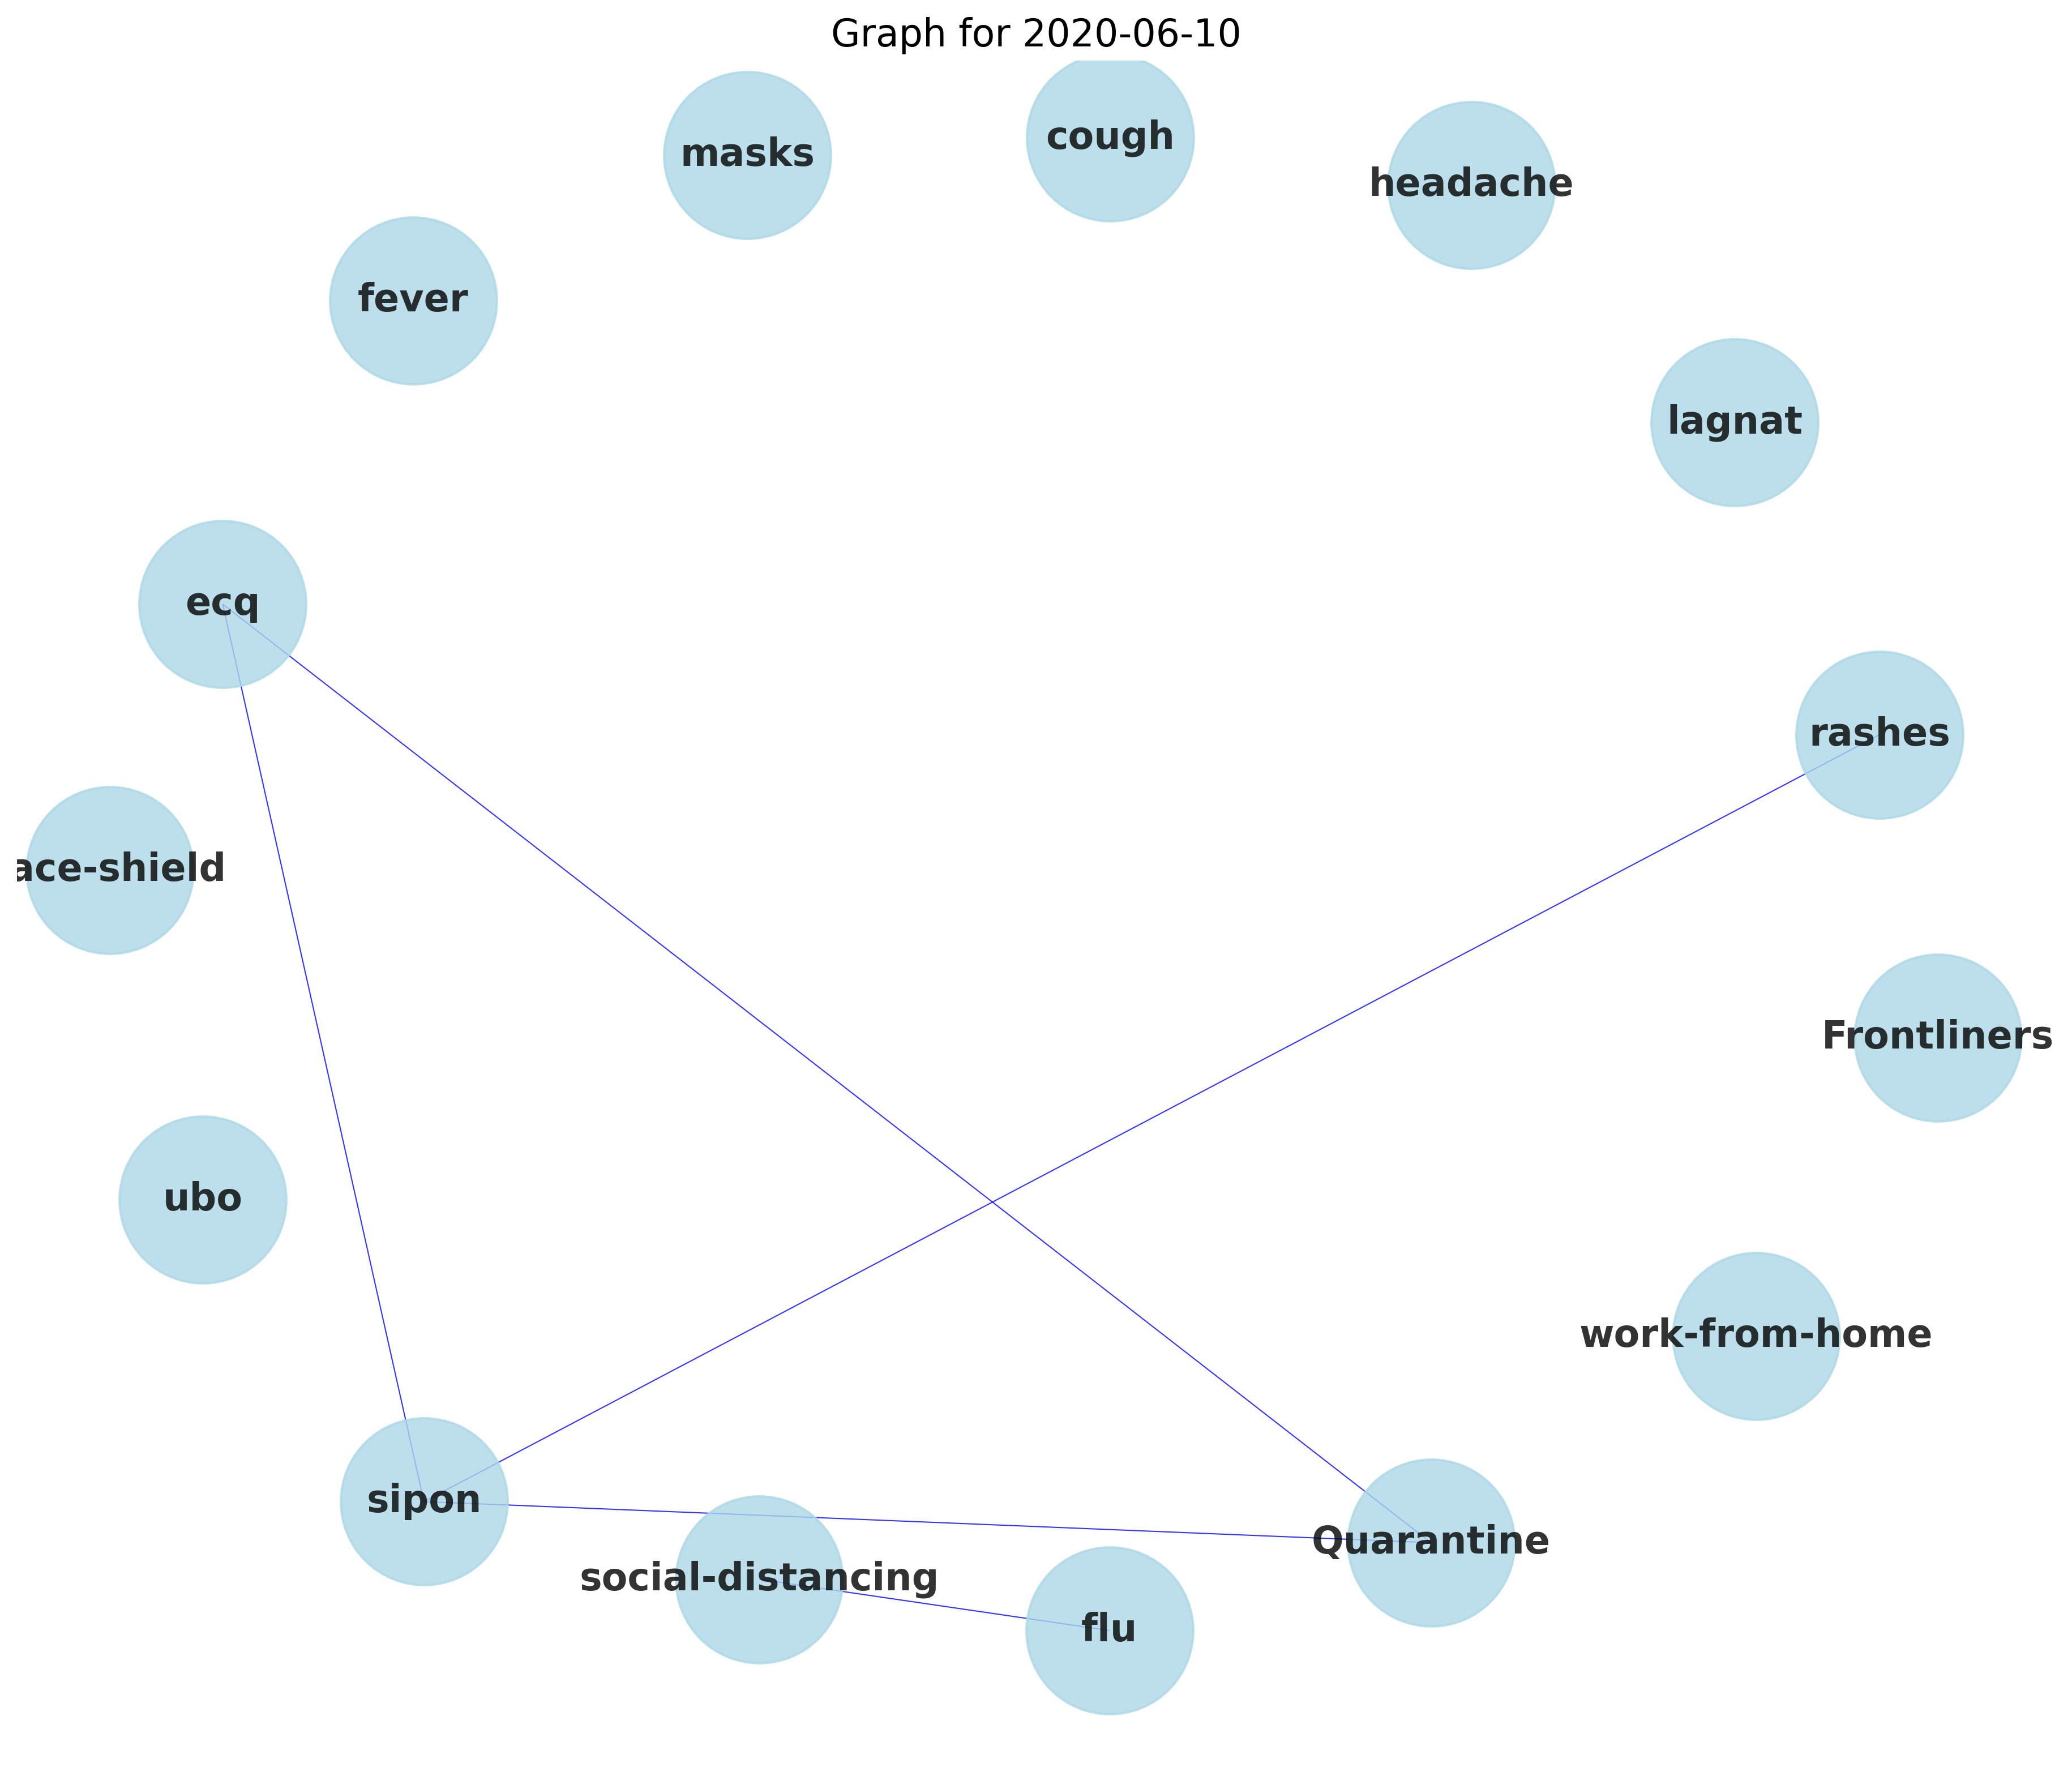 Graph for 2020-06-10
cough
masks
headache
fever
lagnat
ecq
rashes
ace-shield
Frontliners
ubo
work-from-home
sipon
Quarantine
social-distancing
flu